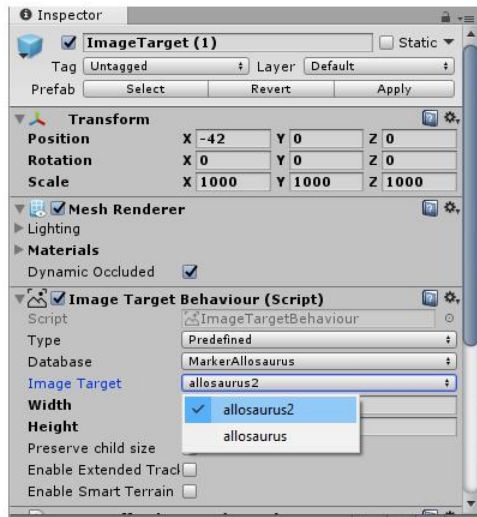 Inspector
ImageTarget (1) Static
Tag Untagged Layer Default
Prefab Select Revert Apply
Transform
Position X -42 Y 0 Z 0
Rotation X 0 Y 0 Z 0
Scale X 1000 Y 1000 Z 1000
Mesh Renderer
Lighting
Materials
Dynamic Occluded
Image Target Behaviour (Script)
Script ImageTargetBehaviour
Type Predefined
Database MarkerAllosaurus
Image Target allosaurus2
Width
allosaurus2
Height
allosaurus
Preserve child size
Enable Extended Track
Enable Smart Terrain